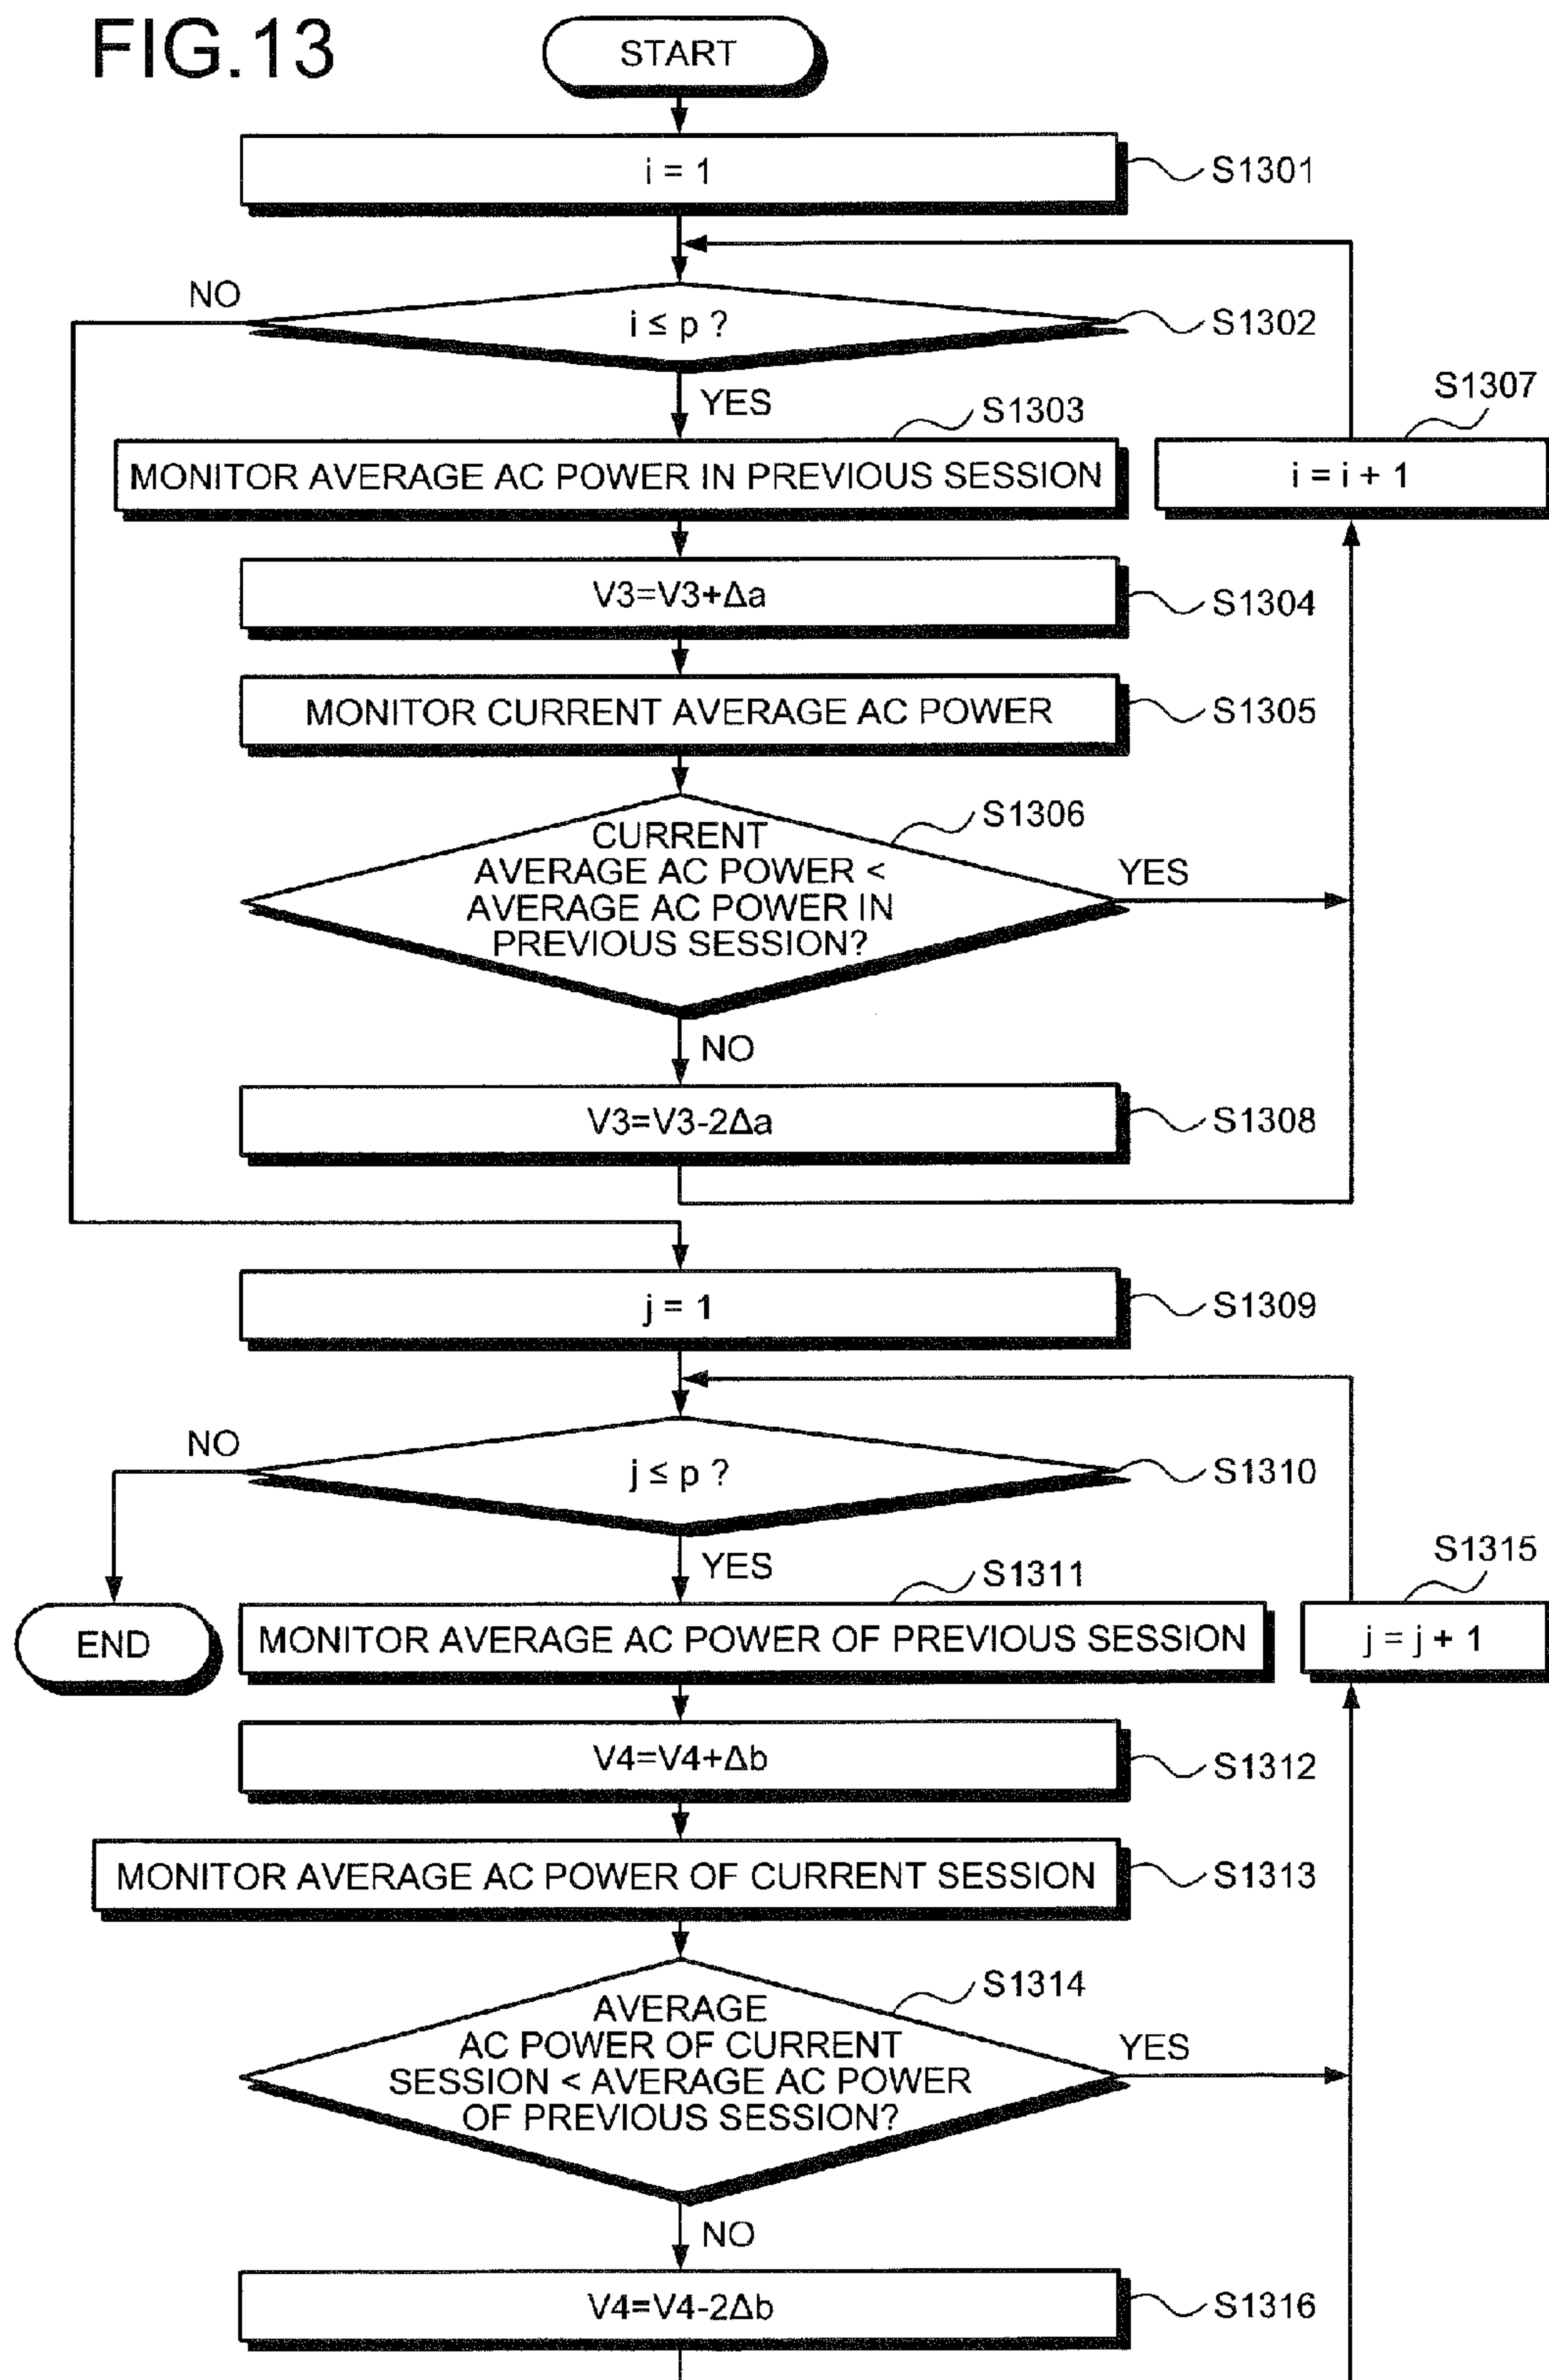 FIG.13
START
i = 1
S1301
NO
i ≤ p ?
S1302
YES
S1303
S1307
MONITOR AVERAGE AC POWER IN PREVIOUS SESSION
i = i + 1
V3=V3+Δa
S1304
MONITOR CURRENT AVERAGE AC POWER
S1305
S1306
CURRENT
AVERAGE AC POWER <
AVERAGE AC POWER IN
PREVIOUS SESSION?
YES
NO
V3=V3-2Δa
S1308
j = 1
S1309
NO
j ≤ p ?
S1310
YES
S1311
S1315
END
MONITOR AVERAGE AC POWER OF PREVIOUS SESSION
j = j + 1
V4=V4+Δb
S1312
MONITOR AVERAGE AC POWER OF CURRENT SESSION
S1313
S1314
AVERAGE
AC POWER OF CURRENT
SESSION < AVERAGE AC POWER
OF PREVIOUS SESSION?
YES
NO
V4=V4-2Δb
S1316